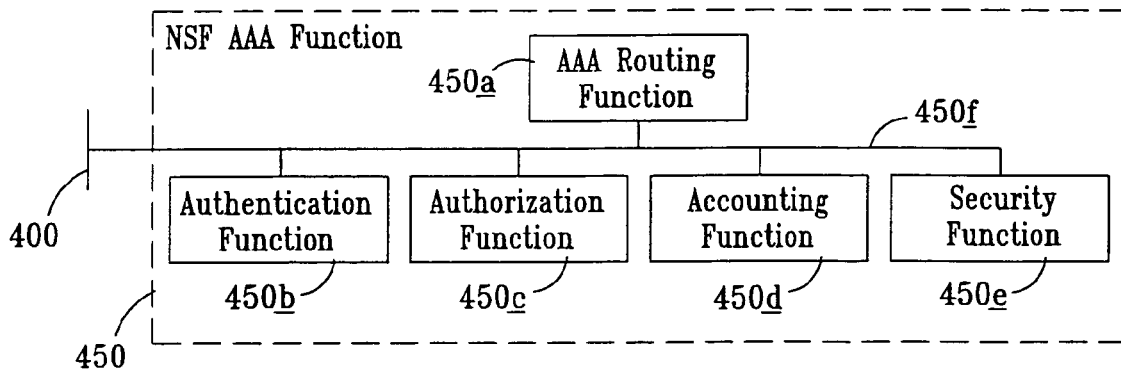 NSF AAA Function
450a
AAA Routing
Function
450f
400
Authentication
Function
Authorization
Function
Accounting
Function
Security
Function
450b
450c
450d
450e
450